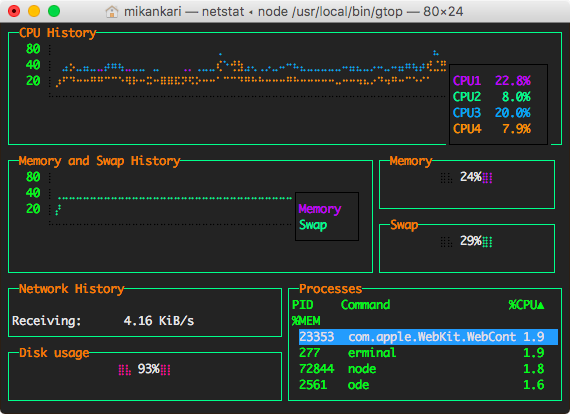 mikankari — netstat ◂ node /usr/local/bin/gtop — 80×24
CPU History
80
40
20
CPU1 22.8%
CPU2 8.0%
CPU3 20.0%
CPU4 7.9%
Memory and Swap History
80
40
20
Memory
Swap
Memory
24%
Swap
29%
Network History
Receiving: 4.16 KiB/s
Disk usage
93%
Processes
PID Command %CPU▲
%MEM
23353 com.apple.WebKit.WebCont 1.9
277 erminal 1.9
72844 node 1.8
2561 ode 1.6